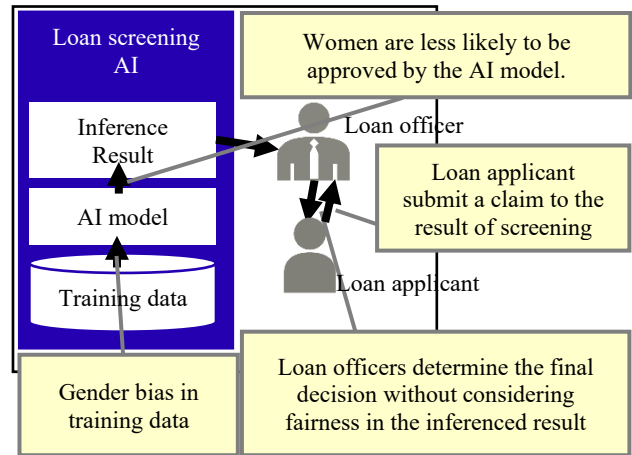 Loan screening
AI
Women are less likely to be
approved by the AI model.
Inference
Result
Loan officer
Loan applicant
submit a claim to the
result of screening
AI model
Training data
Loan applicant
Gender bias in
training data
Loan officers determine the final
decision without considering
fairness in the inferenced result